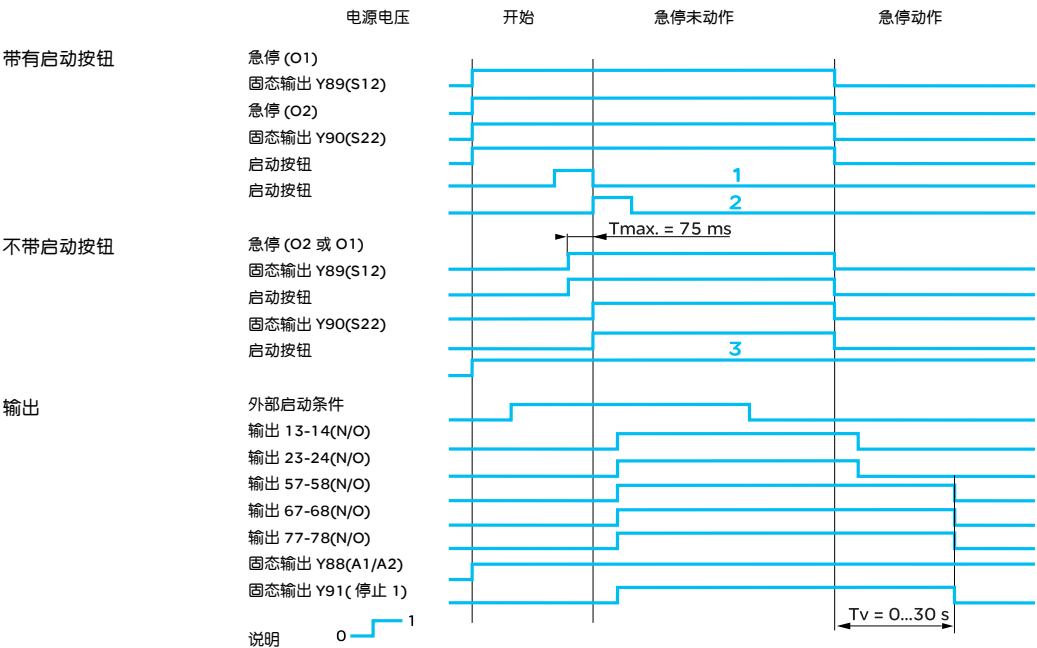 电源电压 开始 急停未动作 急停动作
带有启动按钮
急停 (O1)
固态输出 Y89(S12)
急停 (O2)
固态输出 Y90(S22)
启动按钮
启动按钮
1
2
Tmax. = 75 ms
不带启动按钮
急停 (O2 或 O1)
固态输出 Y89(S12)
启动按钮
固态输出 Y90(S22)
启动按钮
3
输出
外部启动条件
输出 13-14(N/O)
输出 23-24(N/O)
输出 57-58(N/O)
输出 67-68(N/O)
输出 77-78(N/O)
固态输出 Y88(A1/A2)
固态输出 Y91( 停止 1)
Tv = 0...30 s
说明 0 1